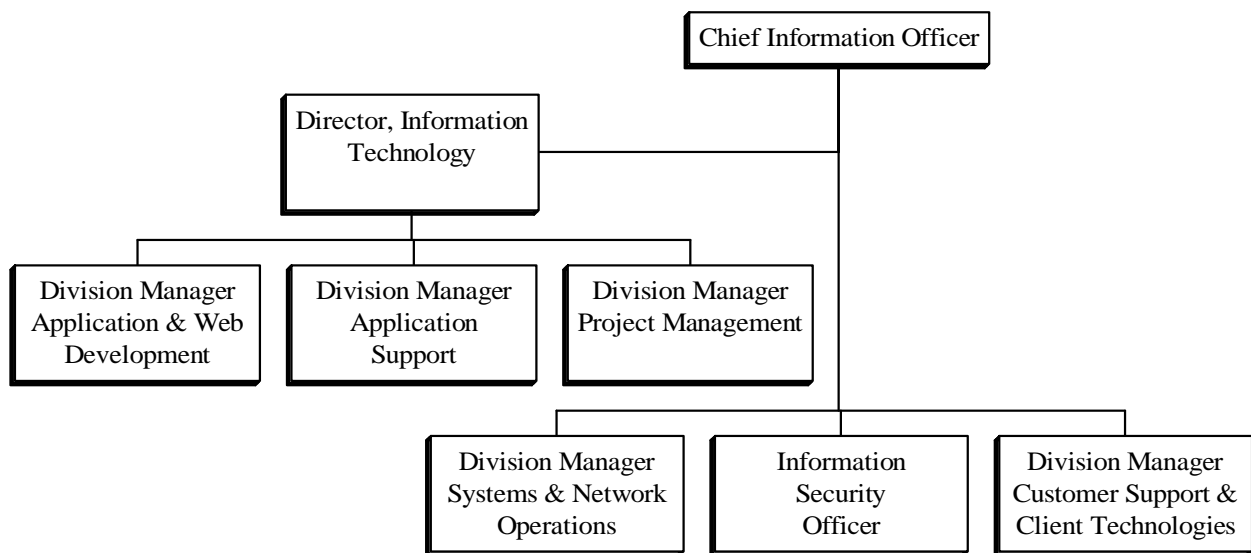 Chief Information Officer
Director, Information
Technology
Division Manager
Application & Web
Development
Division Manager
Application
Support
Division Manager
Project Management
Division Manager
Systems & Network
Operations
Information
Security
Officer
Division Manager
Customer Support &
Client Technologies